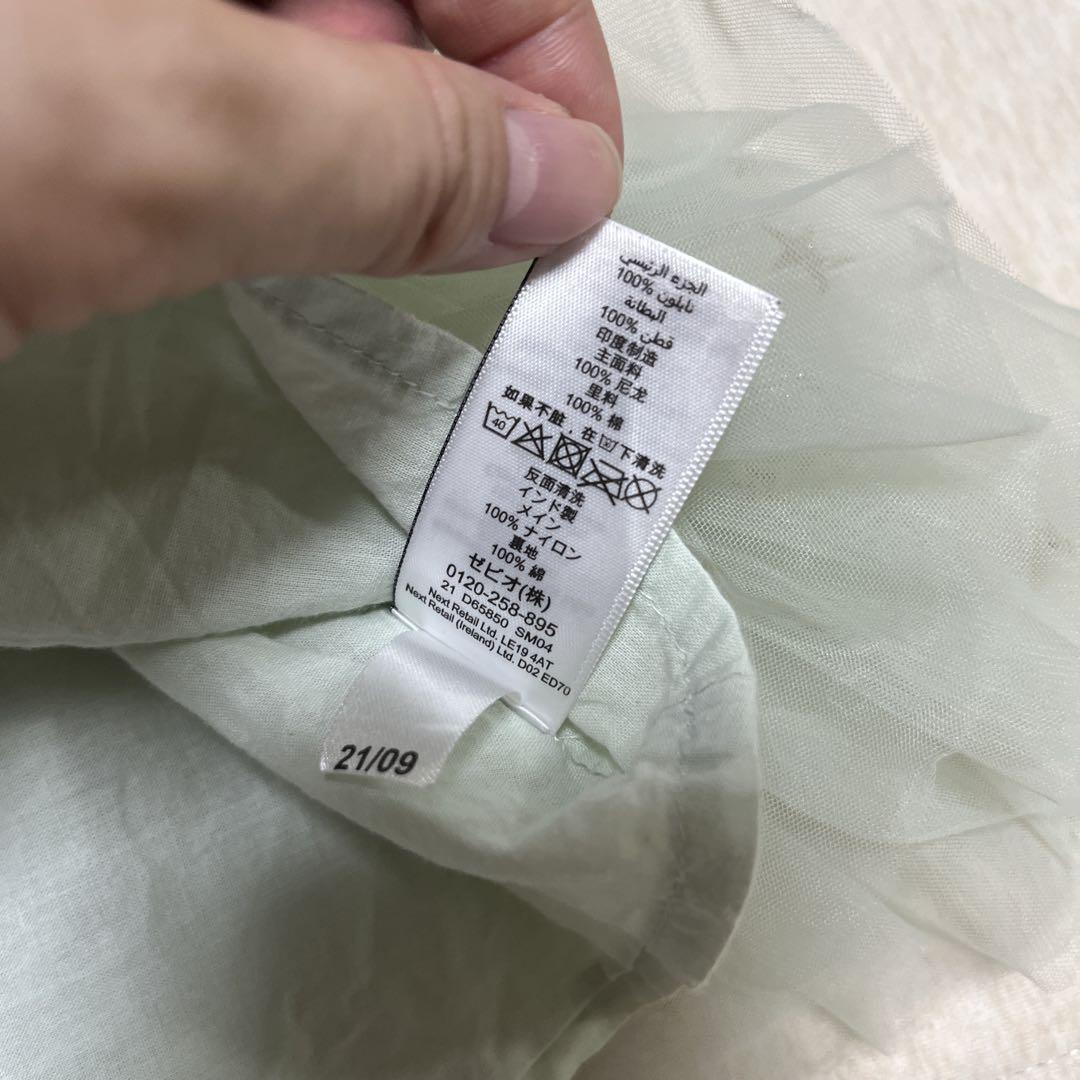 الجزء الرئيسي
100% نايلون
البطانة
100% قطن
印度制造
主面料
100% 尼龙
里料
100% 棉
如果不脏，在 下清洗
40
反面清洗
インド製
メイン
100% ナイロン
裏地
100% 綿
ゼビオ(株)
0120-258-895
21 D65850 SM04
Next Retail Ltd. LE19 4AT
Next Retail (Ireland) Ltd. D02 ED70
21/09